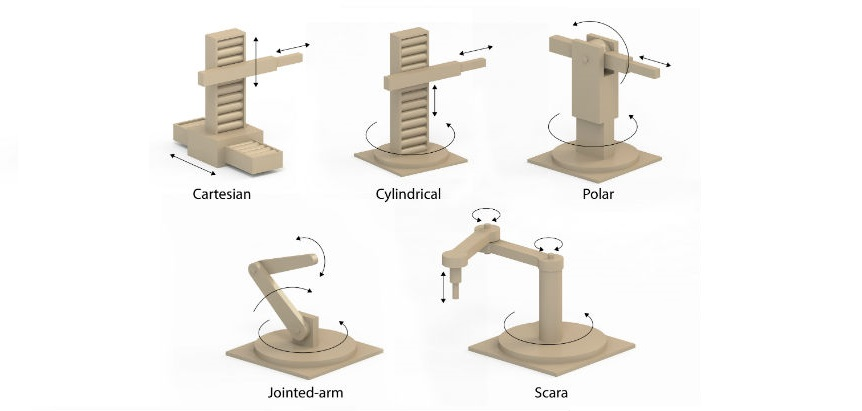 Cartesian
Cylindrical
Polar
Jointed-arm
Scara